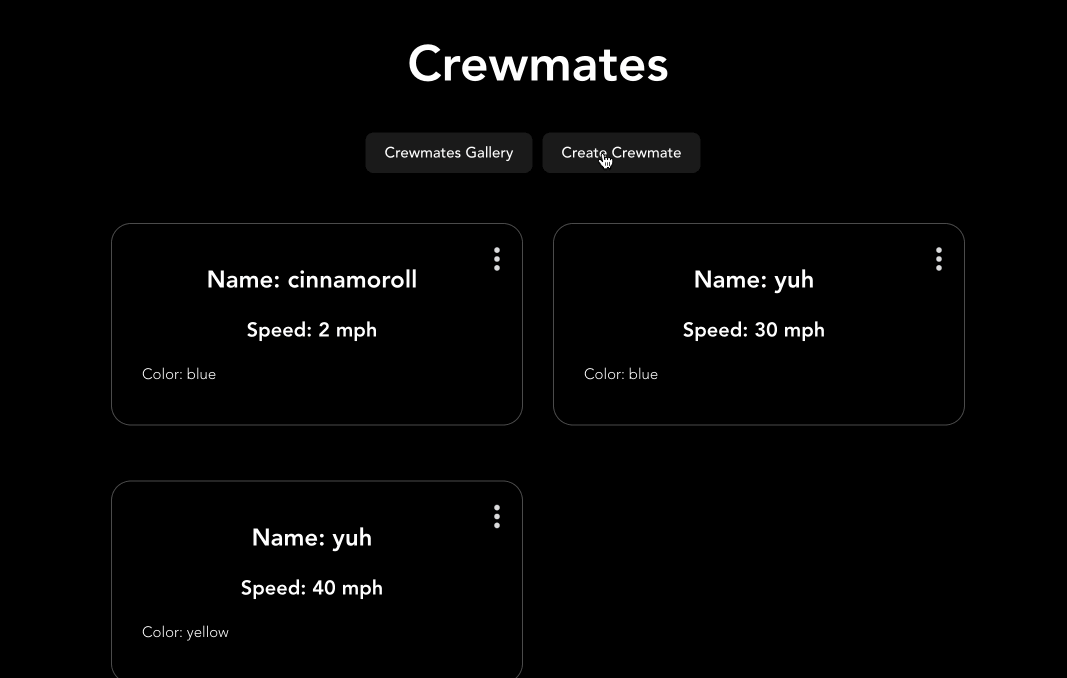 Crewmates
Crewmates Gallery
Create Crewmate
Name: cinnamoroll
Speed: 2 mph
Color: blue
Name: yuh
Speed: 30 mph
Color: blue
Name: yuh
Speed: 40 mph
Color: yellow